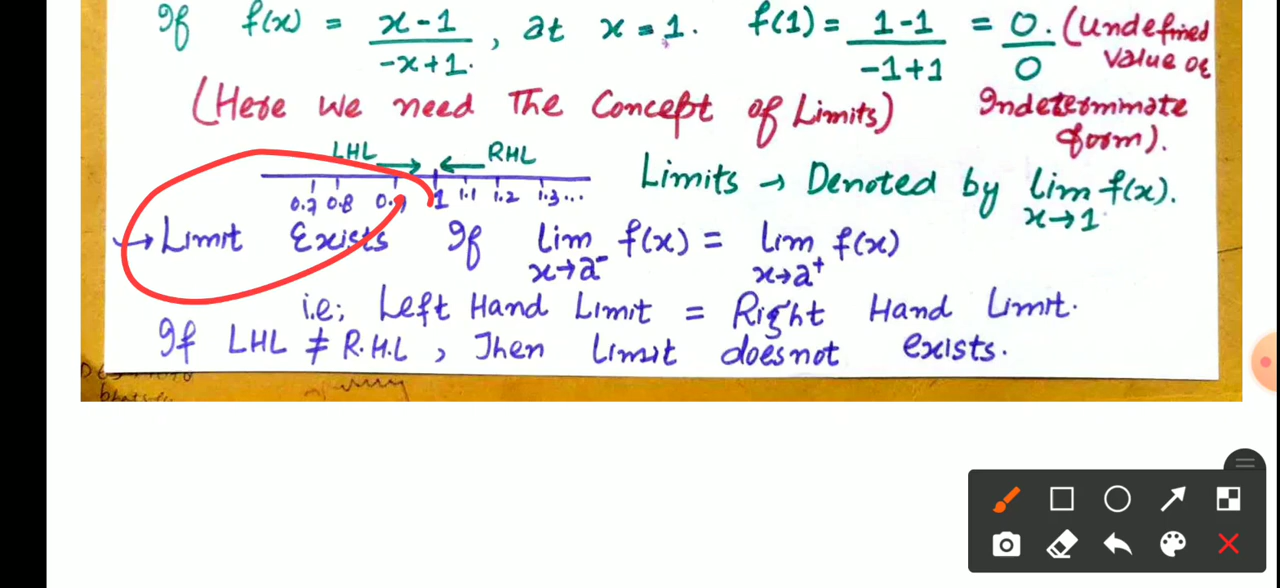 If f(x) = x-1 / -x+1, at x = 1. f(1) = 1-1 / -1+1 = 0/0. (undefined value or Indeterminate form).
(Here we need The Concept of Limits)
LHL → ← RHL
0.7 0.8 0.9 1 1.1 1.2 1.3...
Limits → Denoted by lim x→1 f(x).
→ Limit Exists If lim x→a⁻ f(x) = lim x→a⁺ f(x)
i.e; Left Hand Limit = Right Hand Limit.
If LHL ≠ R.H.L, Then Limit doesnot exists.